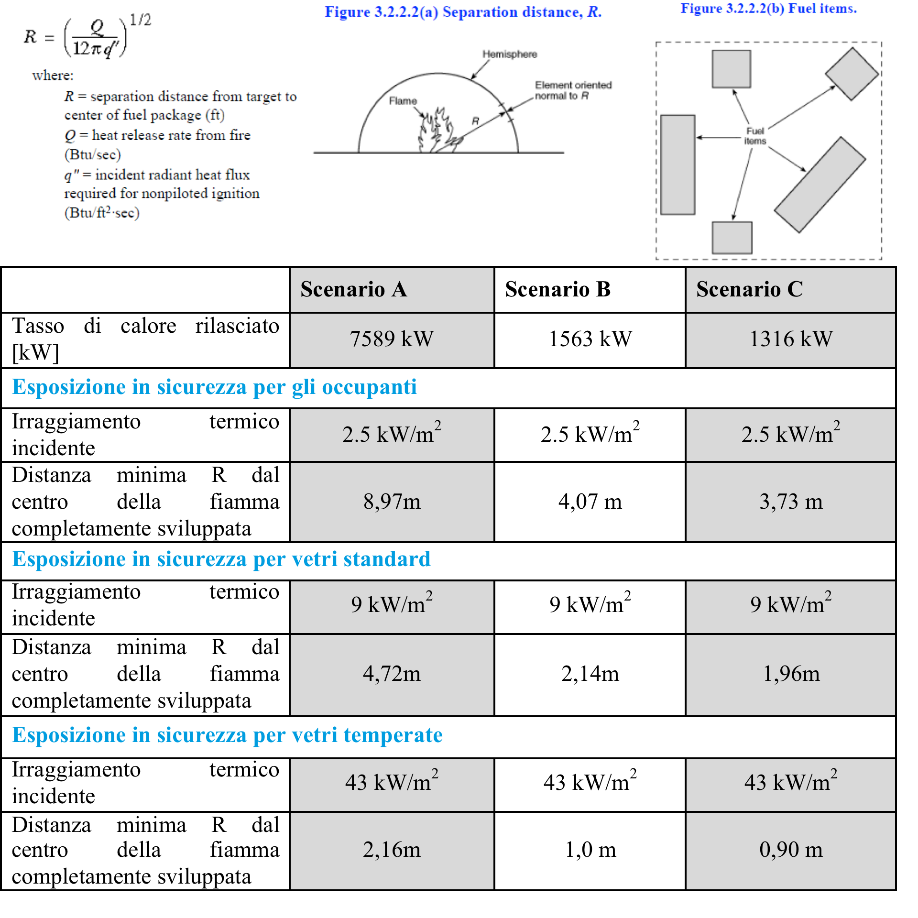 Figure 3.2.2.2(a) Separation distance, R.
Figure 3.2.2.2(b) Fuel items.
R = (Q / 12πq″)^1/2
where:
R = separation distance from target to
center of fuel package (ft)
Q = heat release rate from fire
(Btu/sec)
q″ = incident radiant heat flux
required for nonpiloted ignition
(Btu/ft²·sec)
Hemisphere
Element oriented
normal to R
Flame
R
Fuel
items
Scenario A Scenario B Scenario C
Tasso di calore rilasciato
[kW]
7589 kW 1563 kW 1316 kW
Esposizione in sicurezza per gli occupanti
Irraggiamento termico
incidente
2.5 kW/m² 2.5 kW/m² 2.5 kW/m²
Distanza minima R dal
centro della fiamma
completamente sviluppata
8,97m 4,07 m 3,73 m
Esposizione in sicurezza per vetri standard
Irraggiamento termico
incidente
9 kW/m² 9 kW/m² 9 kW/m²
Distanza minima R dal
centro della fiamma
completamente sviluppata
4,72m 2,14m 1,96m
Esposizione in sicurezza per vetri temperate
Irraggiamento termico
incidente
43 kW/m² 43 kW/m² 43 kW/m²
Distanza minima R dal
centro della fiamma
completamente sviluppata
2,16m 1,0 m 0,90 m